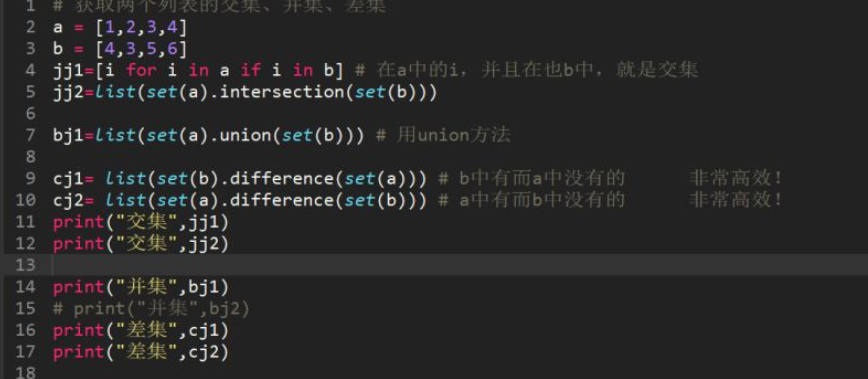 1 # 获取两个列表的交集、并集、差集
2 a = [1,2,3,4]
3 b = [4,3,5,6]
4 jj1=[i for i in a if i in b] # 在a中的i，并且在也b中，就是交集
5 jj2=list(set(a).intersection(set(b)))
6
7 bj1=list(set(a).union(set(b))) # 用union方法
8
9 cj1= list(set(b).difference(set(a))) # b中有而a中没有的 非常高效！
10 cj2= list(set(a).difference(set(b))) # a中有而b中没有的 非常高效！
11 print("交集",jj1)
12 print("交集",jj2)
13
14 print("并集",bj1)
15 # print("并集",bj2)
16 print("差集",cj1)
17 print("差集",cj2)
18